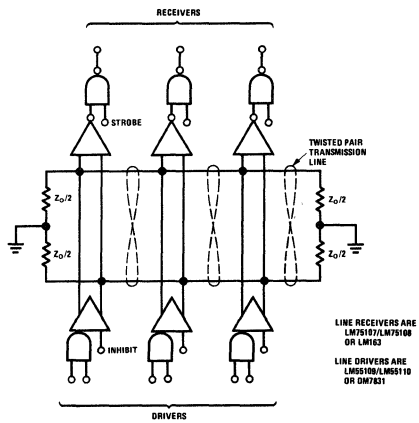 RECEIVERS
STROBE
TWISTED PAIR
TRANSMISSION
LINE
Z₀/2
Z₀/2
Z₀/2
Z₀/2
INHIBIT
LINE RECEIVERS ARE
LM75107/LM75108
OR LM163
LINE DRIVERS ARE
LM55109/LM55110
OR DM7831
DRIVERS